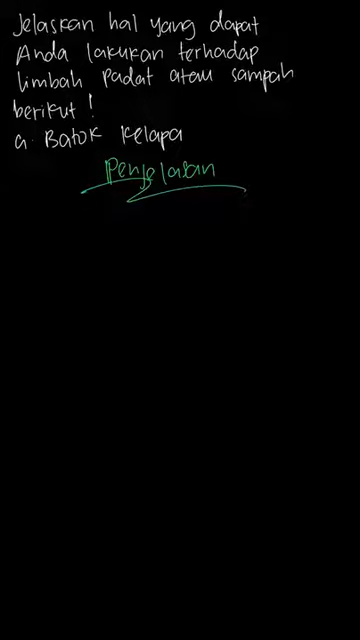 Jelaskan hal yang dapat
Anda lakukan terhadap
limbah padat atau sampah
berikut !
a. Batok Kelapa
Penjelasan